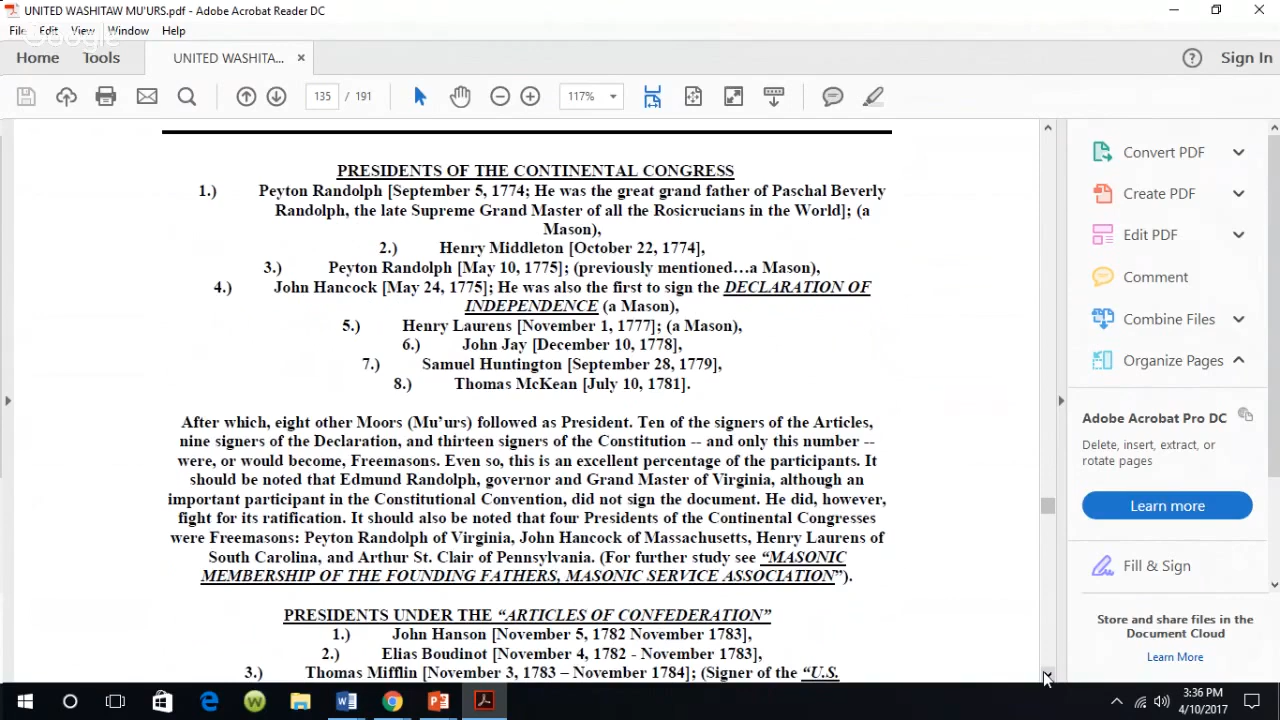 UNITED WASHITAW MU'URS.pdf - Adobe Acrobat Reader DC
File Edit View Window Help
Google
Home Tools UNITED WASHITA... × Sign In
135 / 191 117%
PRESIDENTS OF THE CONTINENTAL CONGRESS
1.) Peyton Randolph [September 5, 1774; He was the great grand father of Paschal Beverly
Randolph, the late Supreme Grand Master of all the Rosicrucians in the World]; (a
Mason),
2.) Henry Middleton [October 22, 1774],
3.) Peyton Randolph [May 10, 1775]; (previously mentioned…a Mason),
4.) John Hancock [May 24, 1775]; He was also the first to sign the DECLARATION OF
INDEPENDENCE (a Mason),
5.) Henry Laurens [November 1, 1777]; (a Mason),
6.) John Jay [December 10, 1778],
7.) Samuel Huntington [September 28, 1779],
8.) Thomas McKean [July 10, 1781].
After which, eight other Moors (Mu’urs) followed as President. Ten of the signers of the Articles,
nine signers of the Declaration, and thirteen signers of the Constitution -- and only this number --
were, or would become, Freemasons. Even so, this is an excellent percentage of the participants. It
should be noted that Edmund Randolph, governor and Grand Master of Virginia, although an
important participant in the Constitutional Convention, did not sign the document. He did, however,
fight for its ratification. It should also be noted that four Presidents of the Continental Congresses
were Freemasons: Peyton Randolph of Virginia, John Hancock of Massachusetts, Henry Laurens of
South Carolina, and Arthur St. Clair of Pennsylvania. (For further study see “MASONIC
MEMBERSHIP OF THE FOUNDING FATHERS, MASONIC SERVICE ASSOCIATION”).
PRESIDENTS UNDER THE “ARTICLES OF CONFEDERATION”
1.) John Hanson [November 5, 1782 November 1783],
2.) Elias Boudinot [November 4, 1782 - November 1783],
3.) Thomas Mifflin [November 3, 1783 – November 1784]; (Signer of the “U.S.
Convert PDF
Create PDF
Edit PDF
Comment
Combine Files
Organize Pages
Adobe Acrobat Pro DC
Delete, insert, extract, or
rotate pages
Learn more
Fill & Sign
Store and share files in the
Document Cloud
Learn More
3:36 PM
4/10/2017